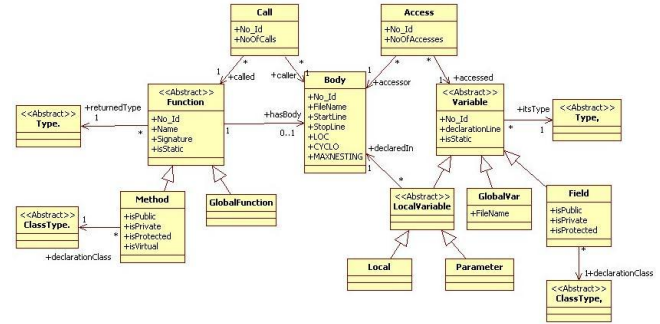 Call
+No_Id
+NoOfCalls
Access
+No_Id
+NoOfAccesses
*
*
*
*
1
+called
+caller
1
1
+accessor
1
+accessed
<<Abstract>>
Function
+No_Id
+Name
+Signature
+isStatic
Body
+No_Id
+FileName
+StartLine
+StopLine
+LOC
+CYCLO
+MAXNESTING
<<Abstract>>
Variable
+No_Id
+declarationLine
+isStatic
<<Abstract>>
Type.
+returnedType
1
*
1
+hasBody
0..1
+itsType
*
1
<<Abstract>>
Type,
+declaredIn
1
*
Method
+isPublic
+isPrivate
+isProtected
+isVirtual
GlobalFunction
<<Abstract>>
LocalVariable
GlobalVar
+FileName
Field
+isPublic
+isPrivate
+isProtected
<<Abstract>>
ClassType.
1
*
+declarationClass
Local
Parameter
*
1
+declarationClass
<<Abstract>>
ClassType,